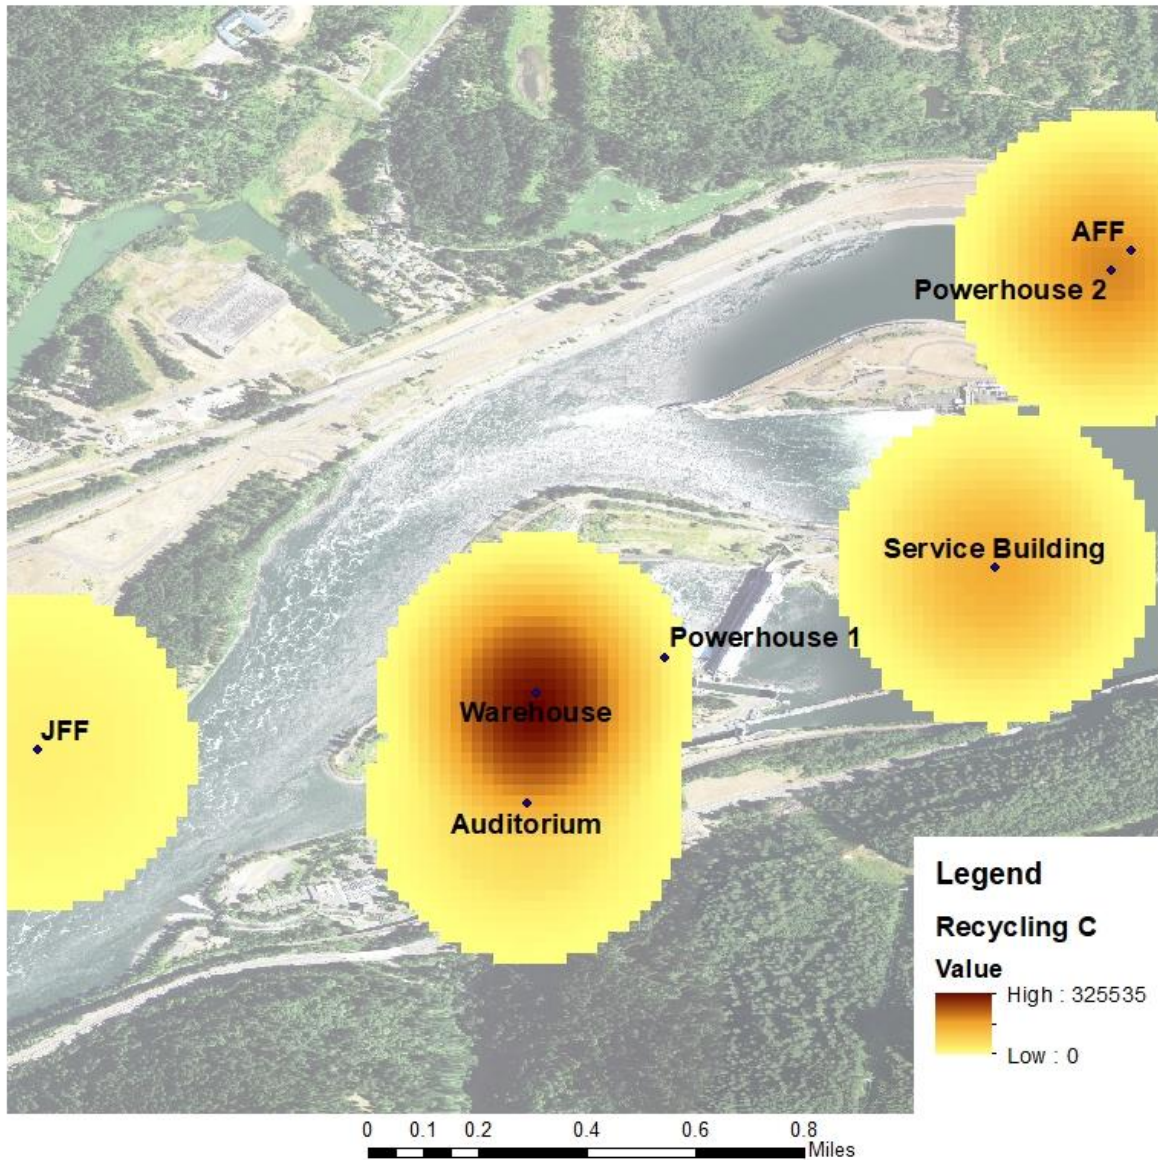 AFF
Powerhouse 2
Service Building
Powerhouse 1
Warehouse
JFF
Auditorium
Legend
Recycling C
Value
High : 325535
Low : 0
0 0.1 0.2 0.4 0.6 0.8
Miles